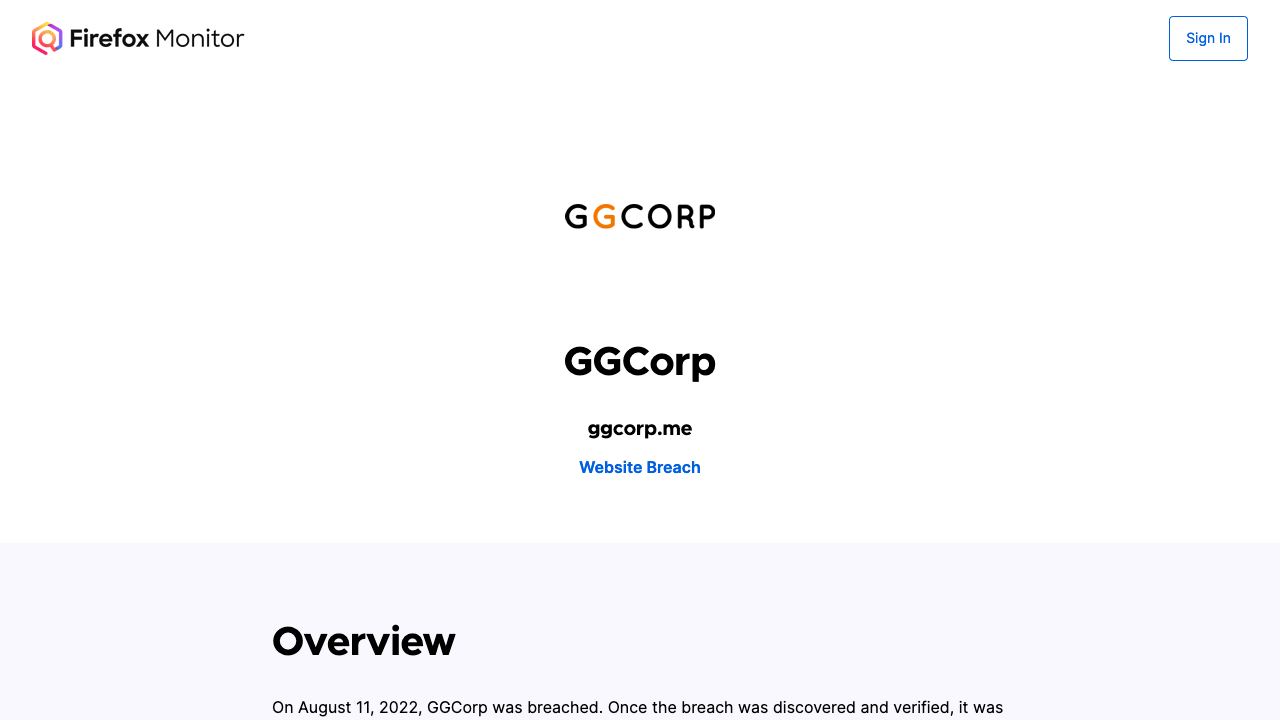 Firefox Monitor
Sign In
GGCORP
GGCorp
ggcorp.me
Website Breach
Overview
On August 11, 2022, GGCorp was breached. Once the breach was discovered and verified, it was